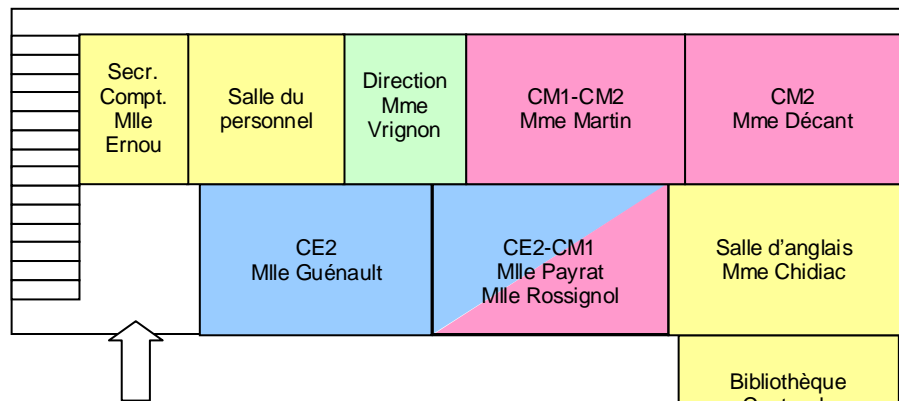 Secr.
Compt.
Mlle
Ernou
Salle du
personnel
Direction
Mme
Vrignon
CM1-CM2
Mme Martin
CM2
Mme Décant
CE2
Mlle Guénault
CE2-CM1
Mlle Payrat
Mlle Rossignol
Salle d'anglais
Mme Chidiac
Bibliothèque